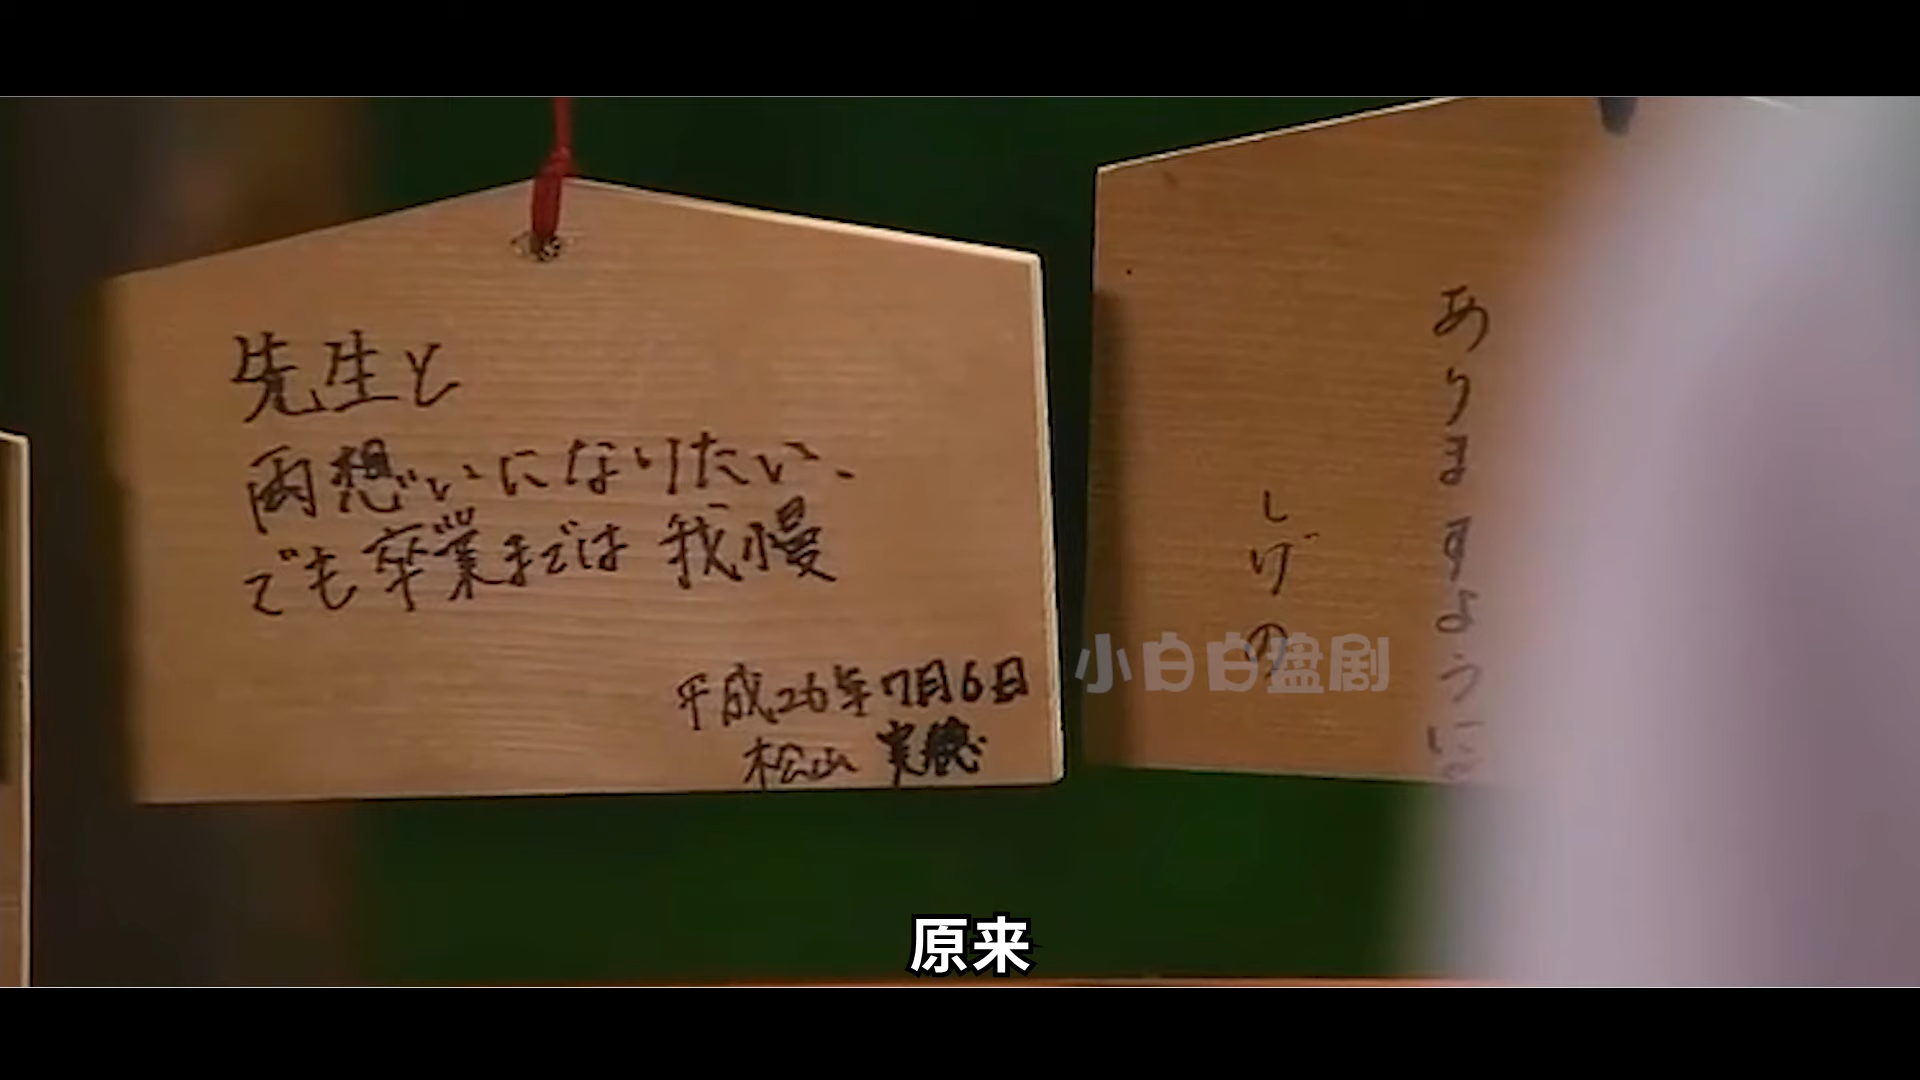 先生と
両想いになりたい、
でも卒業までは我慢
平成26年7月6日
松山 実穂
ありますように
しげの
小白白盘剧
原来